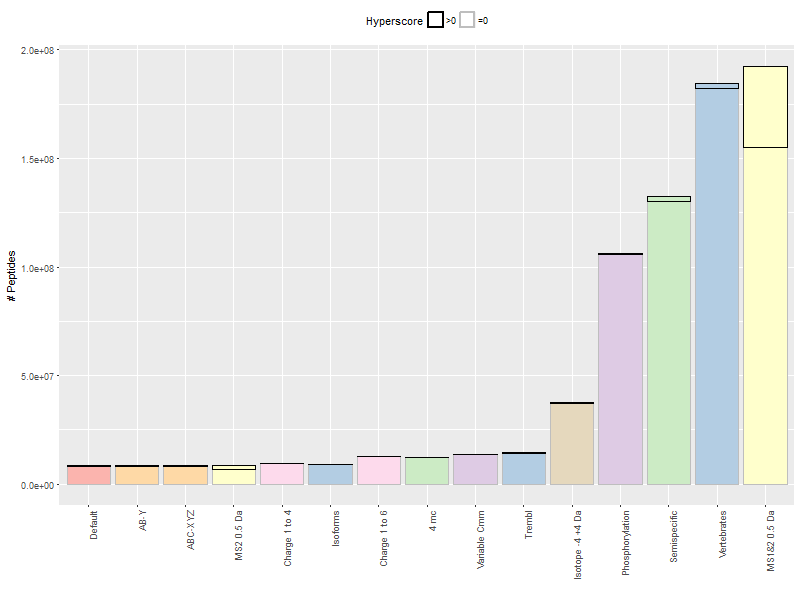 Hyperscore >0 =0
# Peptides
2.0e+08
1.5e+08
1.0e+08
5.0e+07
0.0e+00
Default
AB-Y
ABC-XYZ
MS2 0.5 Da
Charge 1 to 4
Isoforms
Charge 1 to 6
4 mc
Variable Cmm
Trembl
Isotope -4 +4 Da
Phosphorylation
Semispecific
Vertebrates
MS1&2 0.5 Da